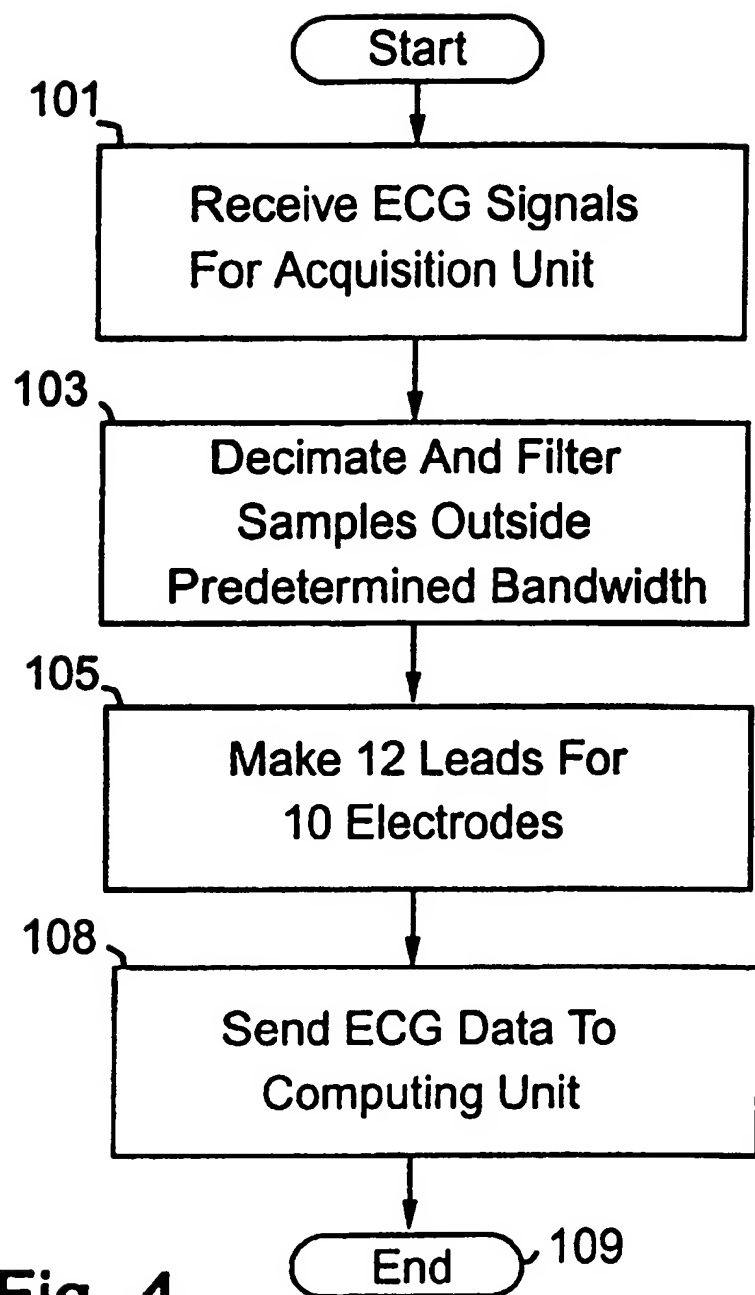 Start
101
Receive ECG Signals
For Acquisition Unit
103
Decimate And Filter
Samples Outside
Predetermined Bandwidth
105
Make 12 Leads For
10 Electrodes
108
Send ECG Data To
Computing Unit
End
109
Fig. 4